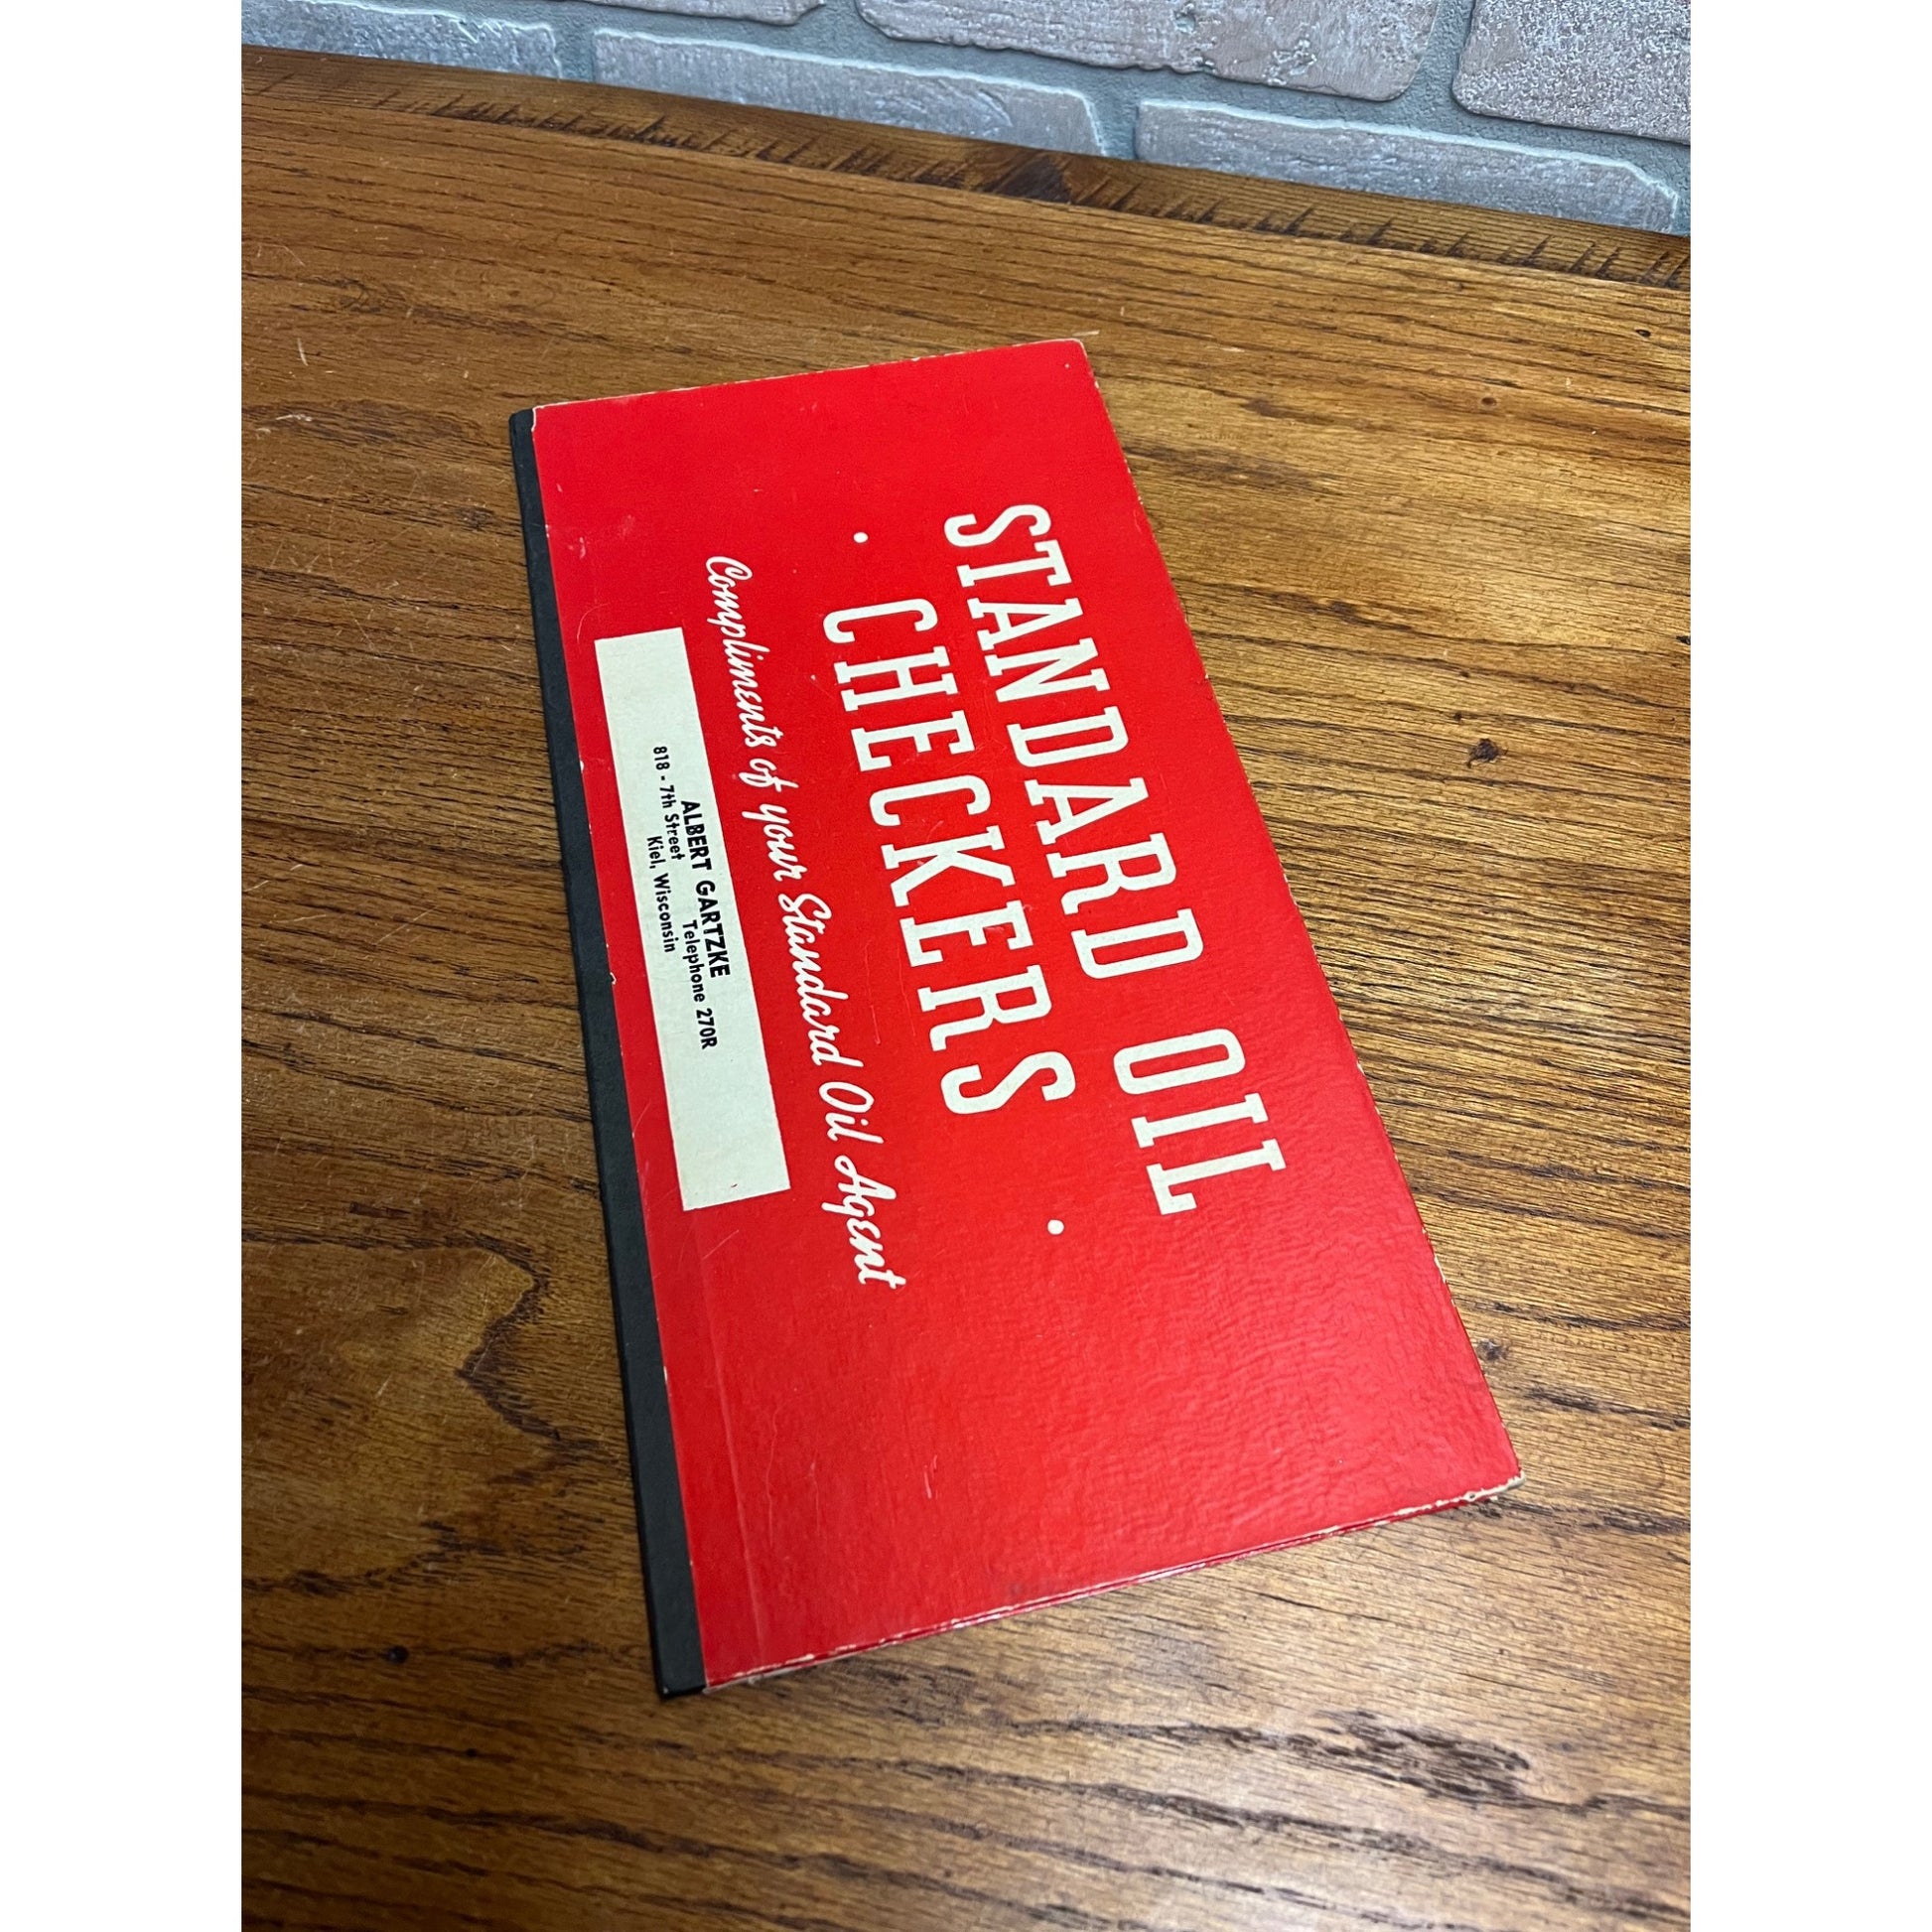 STANDARD OIL
• CHECKERS •
Compliments of your Standard Oil Agent
ALBERT GARTZKE
818 - 7th Street Telephone 270R
Kiel, Wisconsin